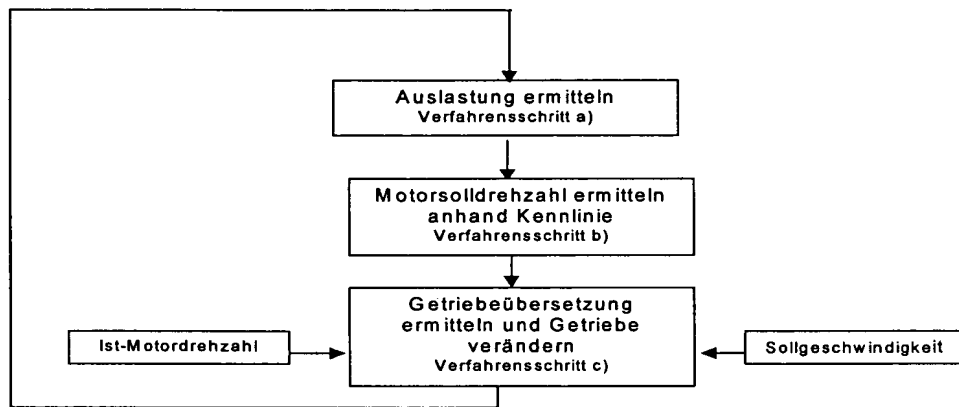 Auslastung ermitteln
Verfahrensschritt a)
Motorsolldrehzahl ermitteln
anhand Kennlinie
Verfahrensschritt b)
Getriebeübersetzung
ermitteln und Getriebe
verändern
Verfahrensschritt c)
Ist-Motordrehzahl
Sollgeschwindigkeit